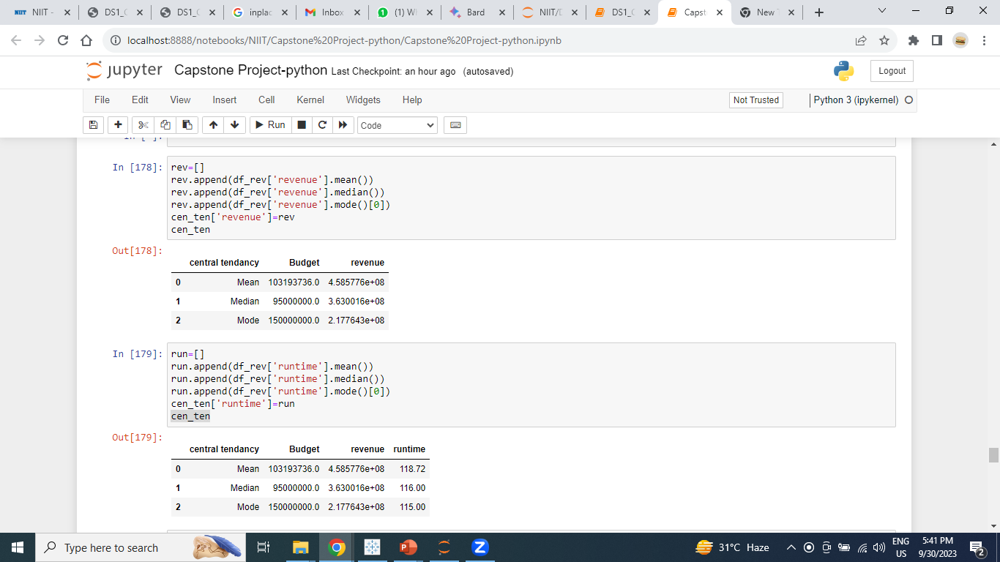 NIIT -
DS1_C
DS1_C
inplac
Inbox
(1) W
Bard
NIIT/D
DS1_C
Capst
New T
localhost:8888/notebooks/NIIT/Capstone%20Project-python/Capstone%20Project-python.ipynb
jupyter Capstone Project-python Last Checkpoint: an hour ago (autosaved)
Logout
File Edit View Insert Cell Kernel Widgets Help
Not Trusted
Python 3 (ipykernel)
Run
Code
In [178]:
rev=[]
rev.append(df_rev['revenue'].mean())
rev.append(df_rev['revenue'].median())
rev.append(df_rev['revenue'].mode()[0])
cen_ten['revenue']=rev
cen_ten
Out[178]:
central tendancy Budget revenue
0 Mean 103193736.0 4.585776e+08
1 Median 95000000.0 3.630016e+08
2 Mode 150000000.0 2.177643e+08
In [179]:
run=[]
run.append(df_rev['runtime'].mean())
run.append(df_rev['runtime'].median())
run.append(df_rev['runtime'].mode()[0])
cen_ten['runtime']=run
cen_ten
Out[179]:
central tendancy Budget revenue runtime
0 Mean 103193736.0 4.585776e+08 118.72
1 Median 95000000.0 3.630016e+08 116.00
2 Mode 150000000.0 2.177643e+08 115.00
Type here to search
31°C Haze
ENG
US
5:41 PM
9/30/2023
2